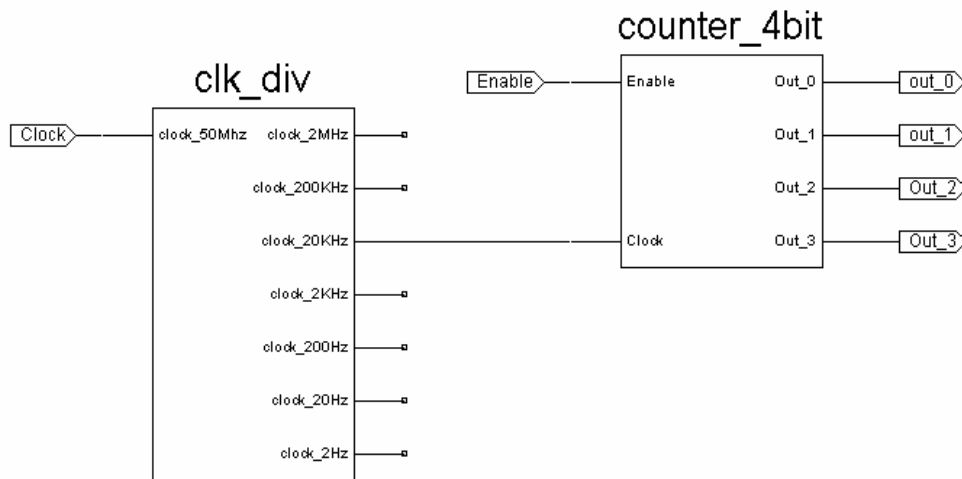 counter_4bit
clk_div
Enable
Enable
Out_0
out_0
Clock
clock_50Mhz
clock_2MHz
Out_1
out_1
clock_200KHz
Out_2
Out_2
clock_20KHz
Clock
Out_3
Out_3
clock_2KHz
clock_200Hz
clock_20Hz
clock_2Hz